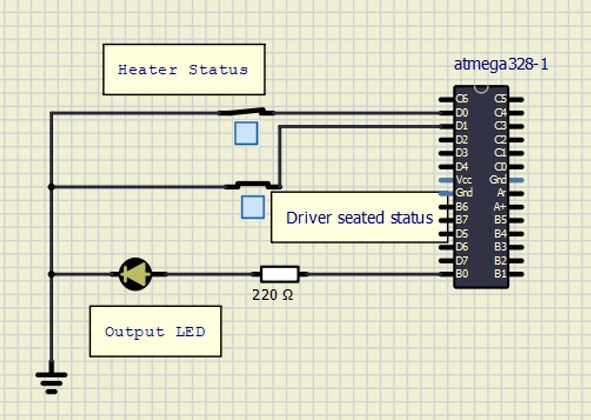 Heater Status
atmega328-1
C6 C5
D0 C4
D1 C3
D2 C2
D3 C1
D4 C0
Vcc Gnd
Gnd Ar
B6 A+
B7 B5
D5 B4
D6 B3
D7 B2
B0 B1
Driver seated status
220 Ω
Output LED